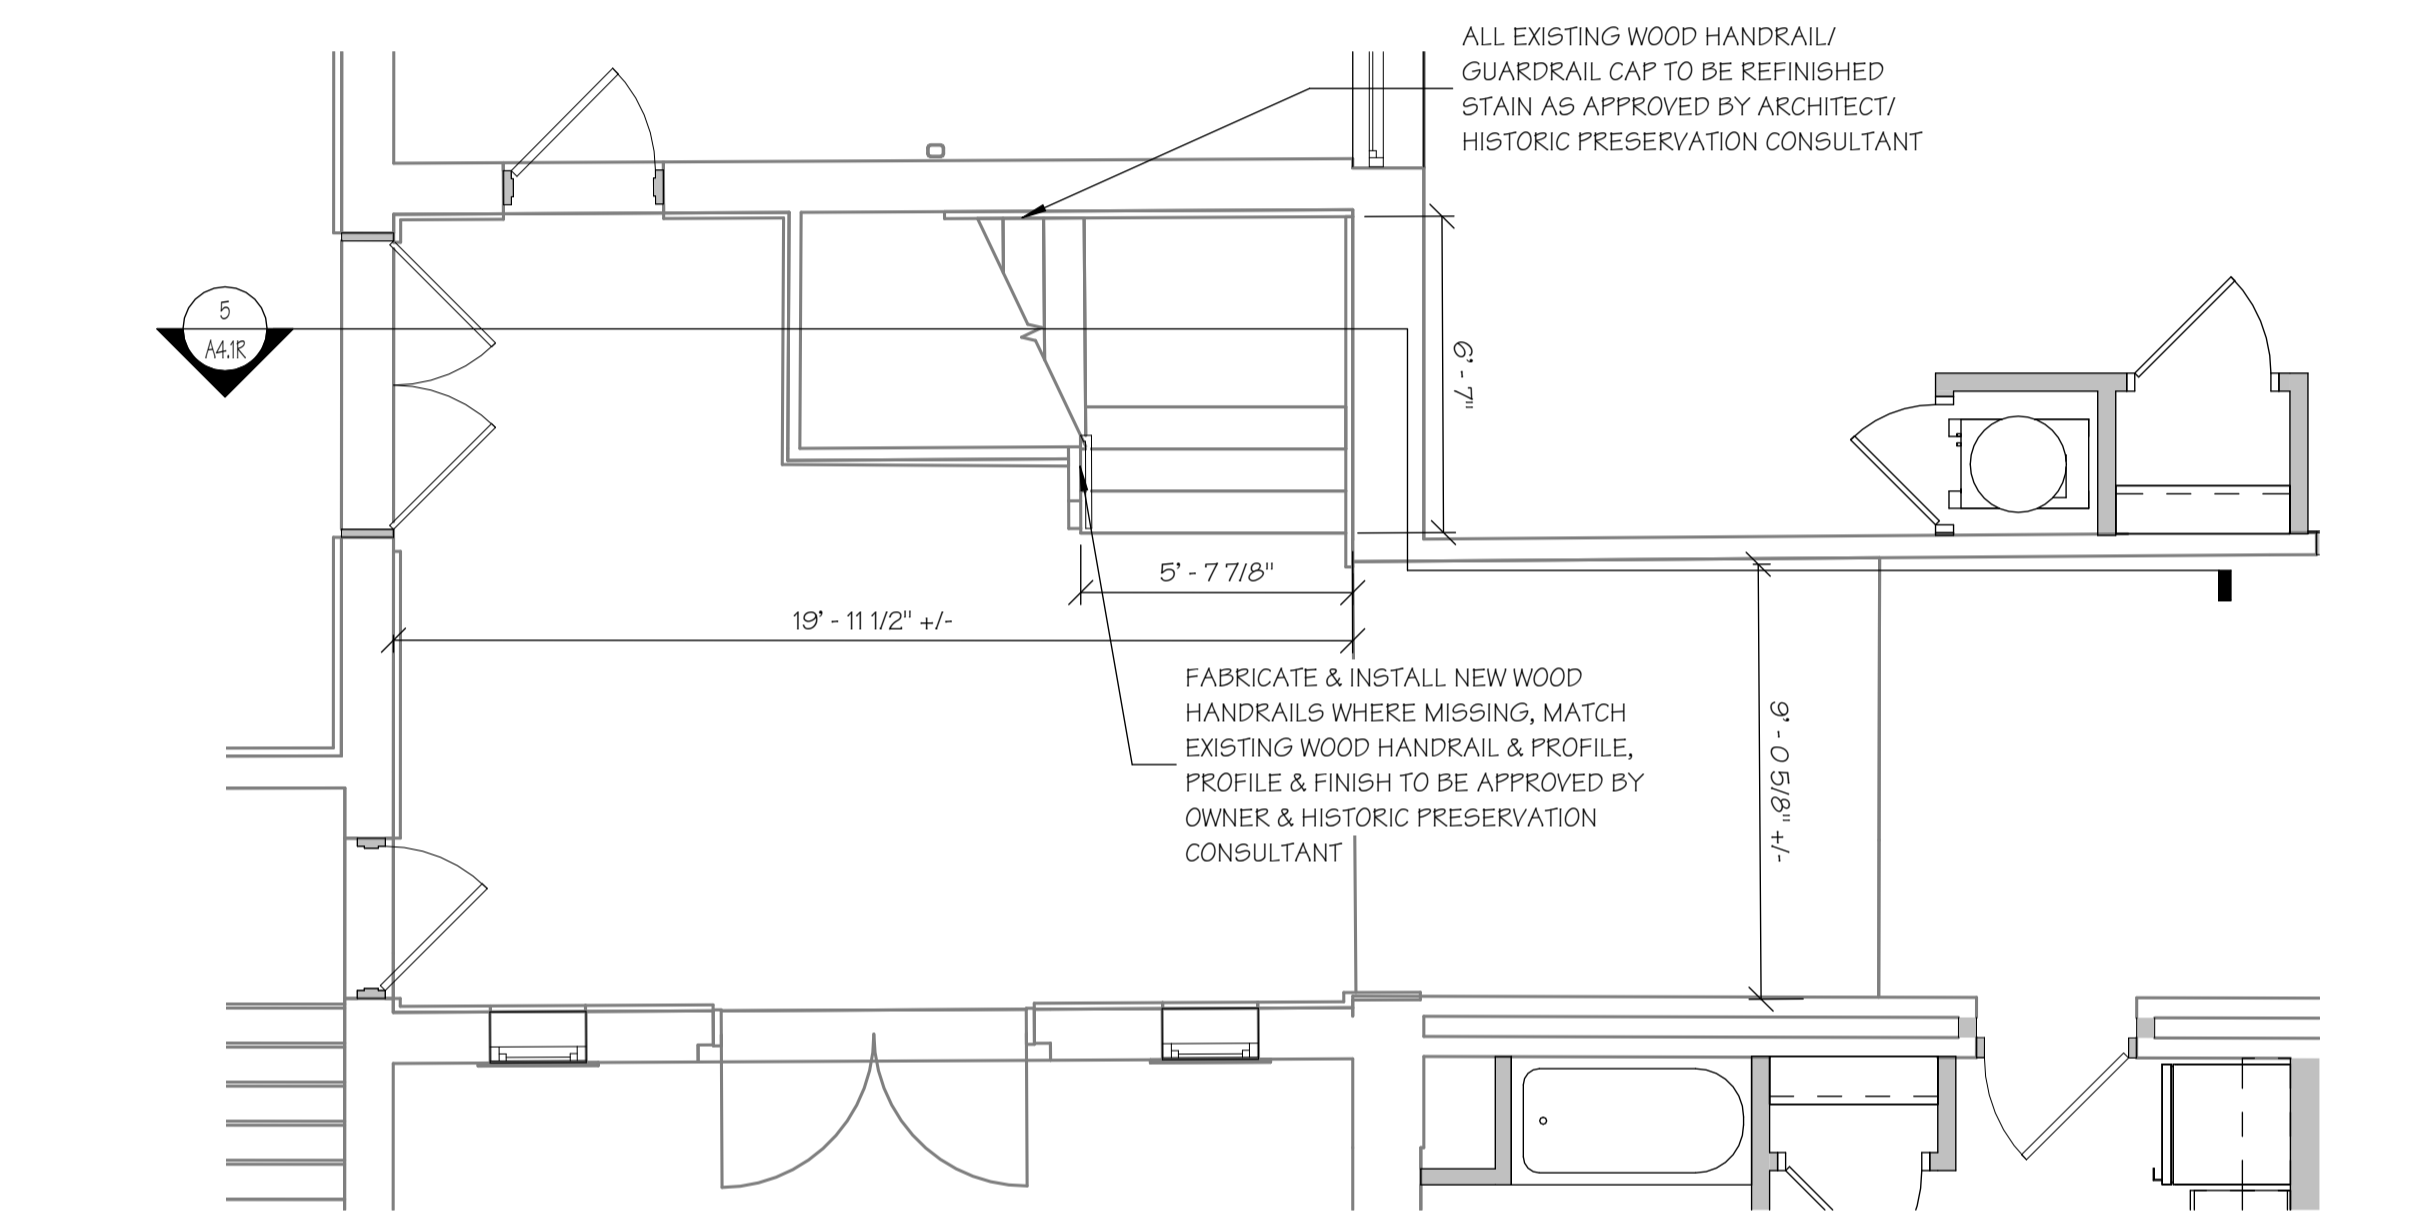 ALL EXISTING WOOD HANDRAIL/
GUARDRAIL CAP TO BE REFINISHED
STAIN AS APPROVED BY ARCHITECT/
HISTORIC PRESERVATION CONSULTANT
5
A4.1R
6' - 7"
5' - 7 7/8"
19' - 11 1/2" +/-
FABRICATE & INSTALL NEW WOOD
HANDRAILS WHERE MISSING, MATCH
EXISTING WOOD HANDRAIL & PROFILE,
PROFILE & FINISH TO BE APPROVED BY
OWNER & HISTORIC PRESERVATION
CONSULTANT
9' - 0 5/8" +/-